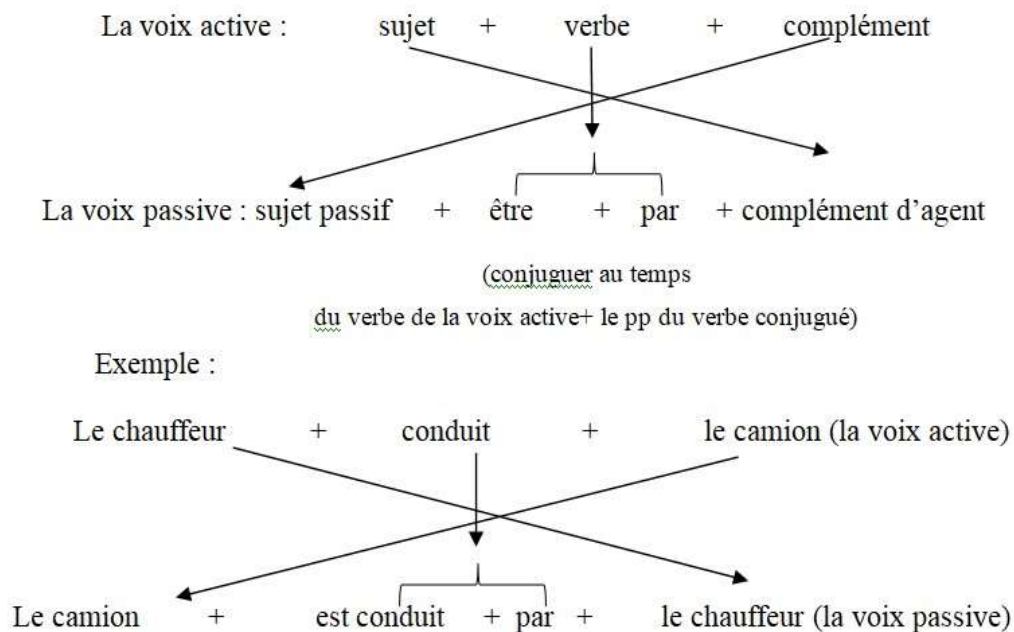 La voix active : sujet + verbe + complément
La voix passive : sujet passif + être + par + complément d’agent
(conjuguer au temps
du verbe de la voix active+ le pp du verbe conjugué)
Exemple :
Le chauffeur + conduit + le camion (la voix active)
Le camion + est conduit + par + le chauffeur (la voix passive)